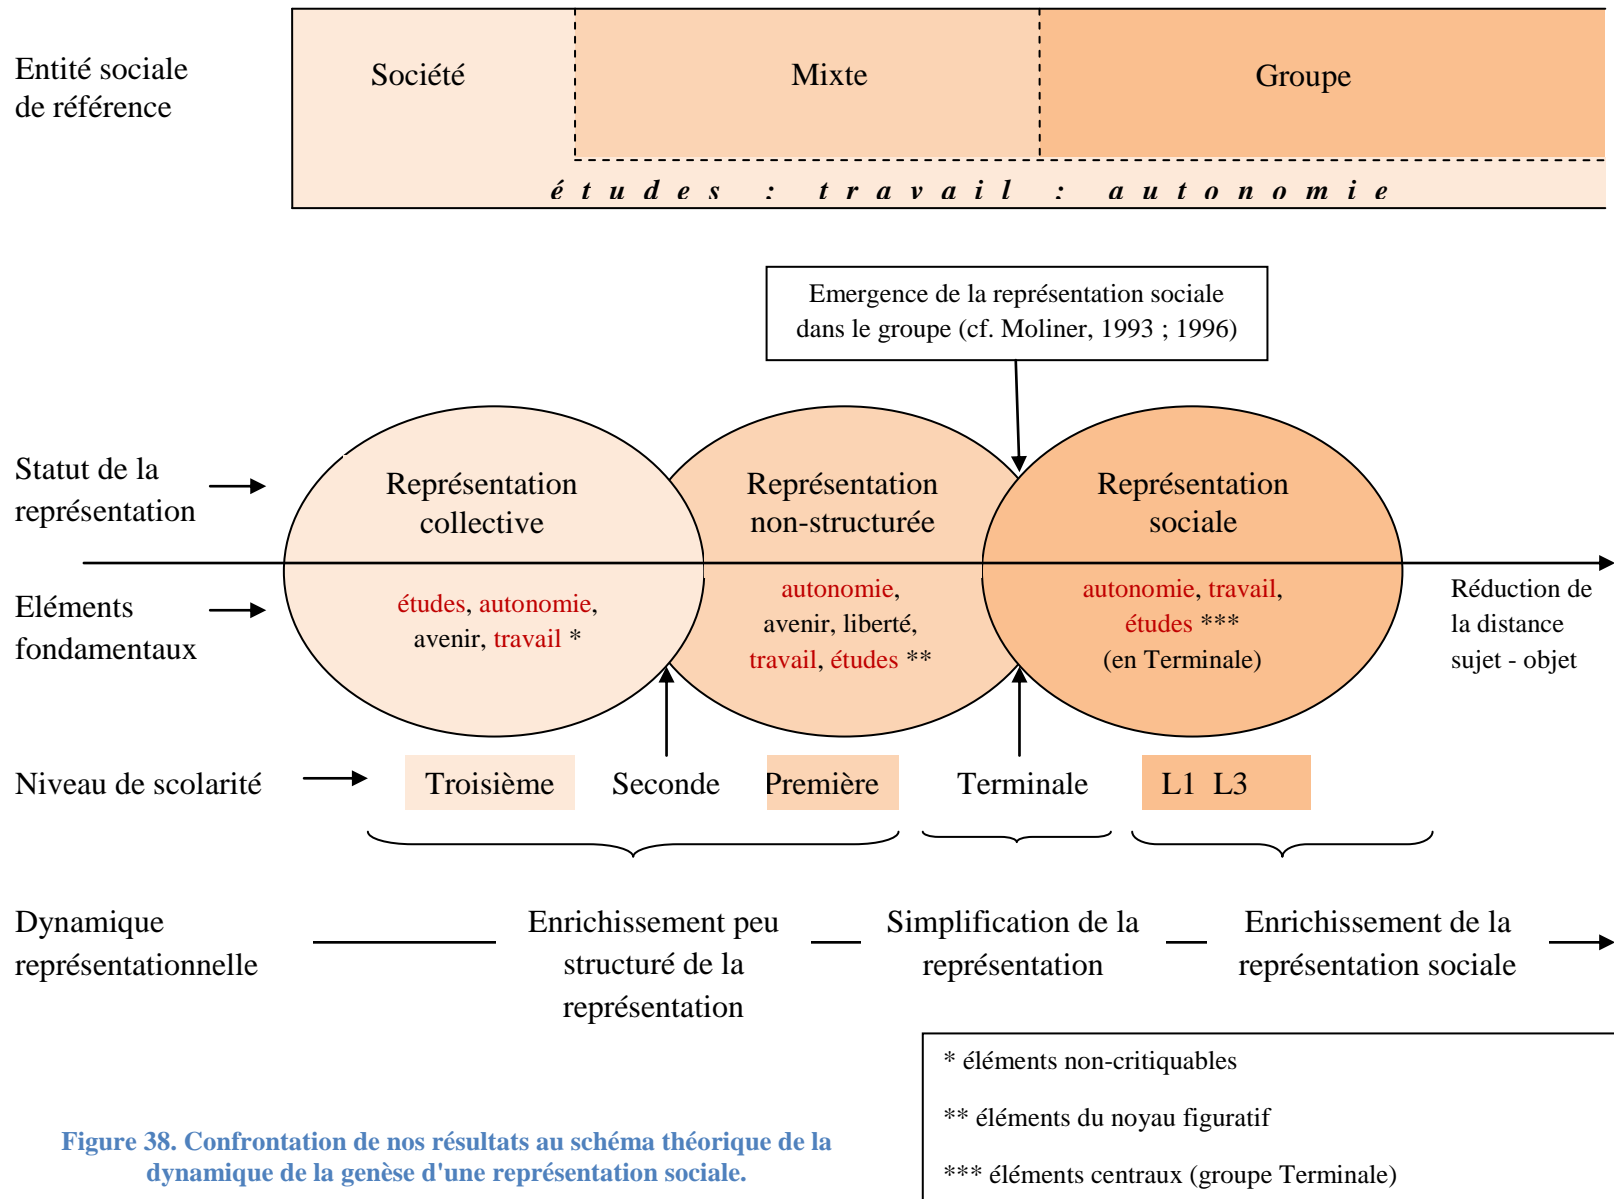 Entité sociale
de référence
Société
Mixte
Groupe
études : travail : autonomie
Emergence de la représentation sociale
dans le groupe (cf. Moliner, 1993 ; 1996)
Statut de la
représentation
Représentation
collective
Représentation
non-structurée
Représentation
sociale
Eléments
fondamentaux
études, autonomie,
avenir, travail *
autonomie,
avenir, liberté,
travail, études **
autonomie, travail,
études ***
(en Terminale)
Réduction de
la distance
sujet - objet
Niveau de scolarité
Troisième
Seconde
Première
Terminale
L1 L3
Dynamique
représentationnelle
Enrichissement peu
structuré de la
représentation
Simplification de la
représentation
Enrichissement de la
représentation sociale
* éléments non-critiquables
** éléments du noyau figuratif
*** éléments centraux (groupe Terminale)
Figure 38. Confrontation de nos résultats au schéma théorique de la
dynamique de la genèse d'une représentation sociale.